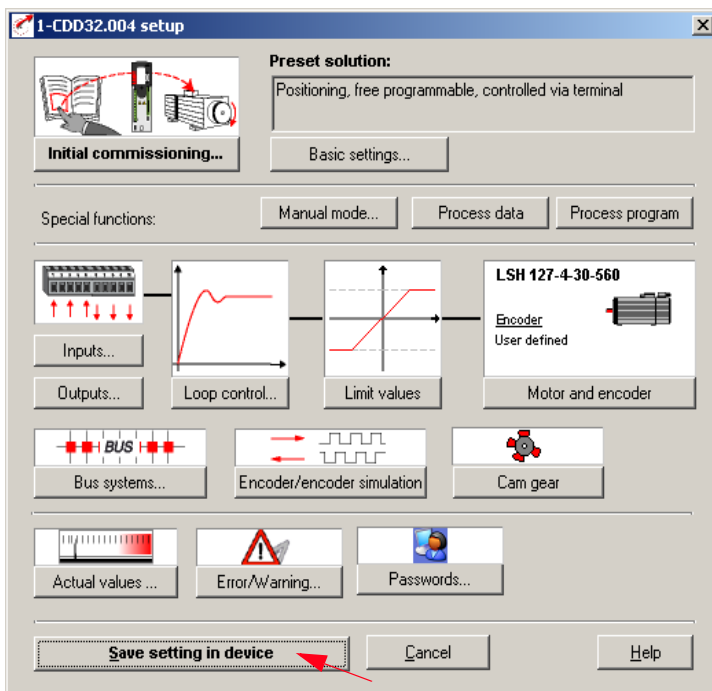 1-CDD32.004 setup
Preset solution:
Positioning, free programmable, controlled via terminal
Initial commissioning...
Basic settings...
Special functions:
Manual mode...
Process data
Process program
LSH 127-4-30-560
Encoder
User defined
Inputs...
Outputs...
Loop control...
Limit values
Motor and encoder
BUS
Bus systems...
Encoder/encoder simulation
Cam gear
Actual values ...
Error/Warning...
Passwords...
Save setting in device
Cancel
Help